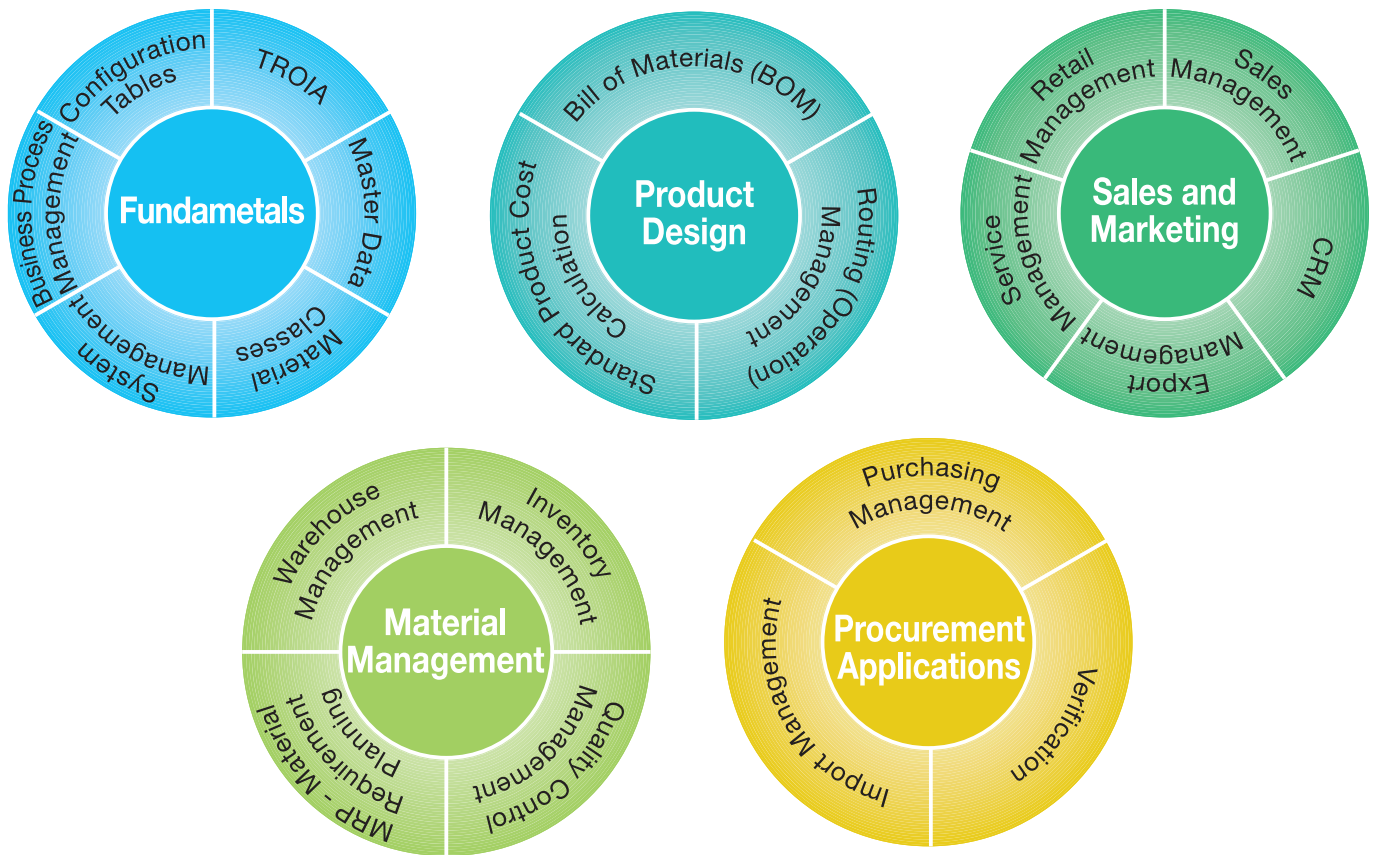 Configuration
Tables
TROIA
Master Data
Material
Classes
System
Management
Business Process
Management
Fundametals
Bill of Materials (BOM)
Routing (Operation)
Management
Standard Product Cost
Calculation
Product
Design
Retail
Management
Sales
Management
CRM
Export
Management
Service
Management
Sales and
Marketing
Warehouse
Management
Inventory
Management
Quality Control
Management
MRP - Material
Requirement
Planning
Material
Management
Purchasing
Management
Verification
Import Management
Procurement
Applications